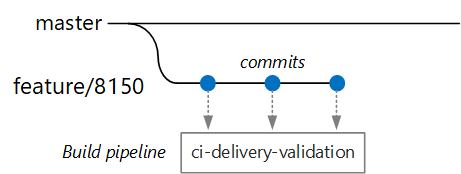 master
commits
feature/8150
Build pipeline
ci-delivery-validation